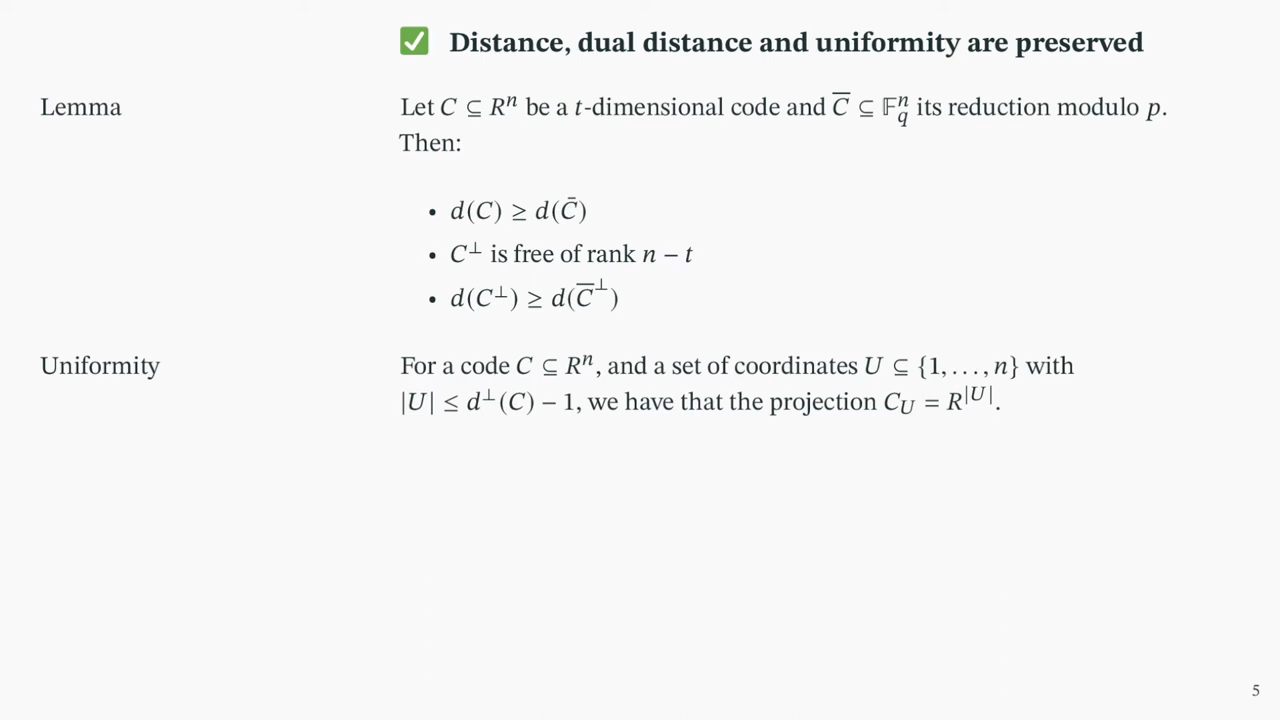 ✅ Distance, dual distance and uniformity are preserved
Lemma
Let C ⊆ Rⁿ be a t-dimensional code and C̅ ⊆ 𝔽_q^n its reduction modulo p.
Then:
• d(C) ≥ d(C̄)
• C^⊥ is free of rank n − t
• d(C^⊥) ≥ d(C̅^⊥)
Uniformity
For a code C ⊆ Rⁿ, and a set of coordinates U ⊆ {1, . . . , n} with
|U| ≤ d^⊥(C) − 1, we have that the projection C_U = R^|U|.
5